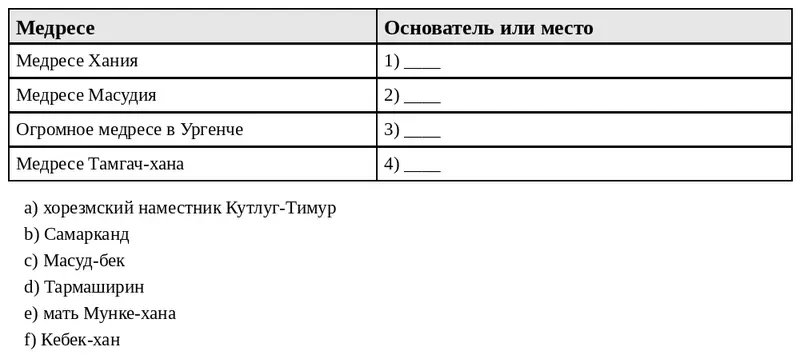 Медресе Основатель или место
Медресе Хания 1) ____
Медресе Масудия 2) ____
Огромное медресе в Ургенче 3) ____
Медресе Тамгач-хана 4) ____
a) хорезмский наместник Кутлуг-Тимур
b) Самарканд
c) Масуд-бек
d) Тармаширин
e) мать Мунке-хана
f) Кебек-хан